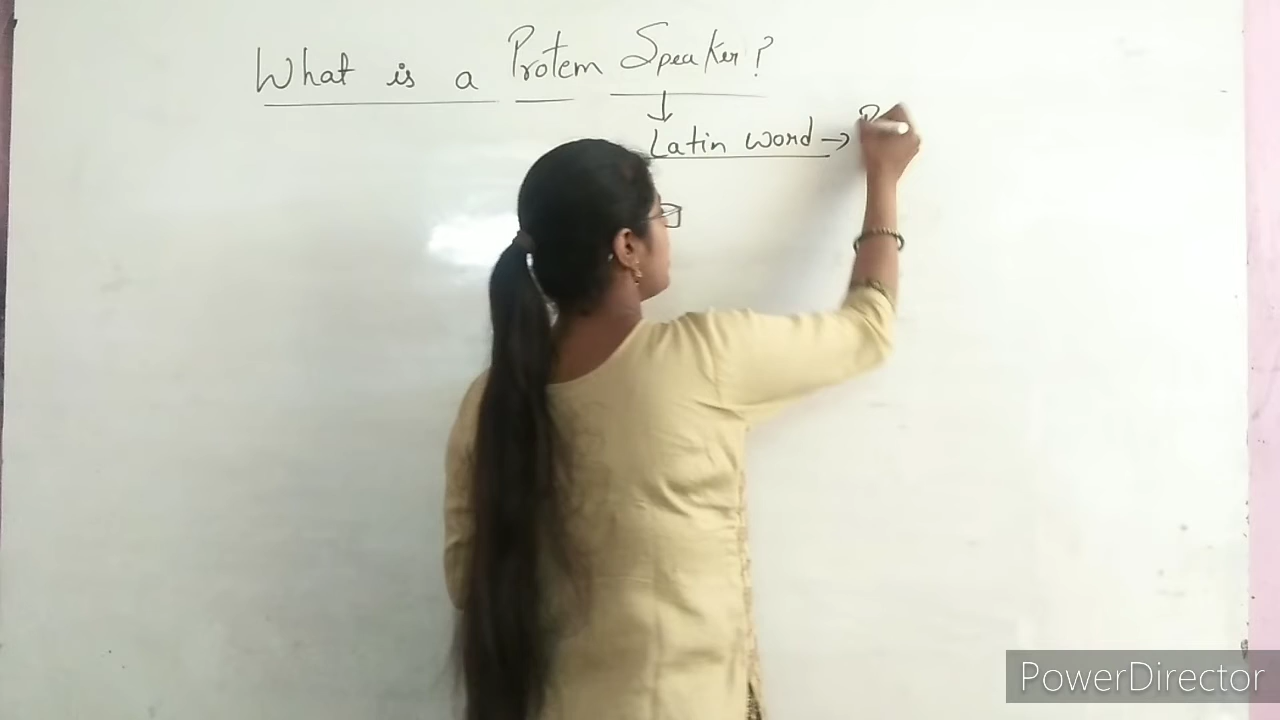 What is a Protem Speaker?
↓
Latin word →
PowerDirector